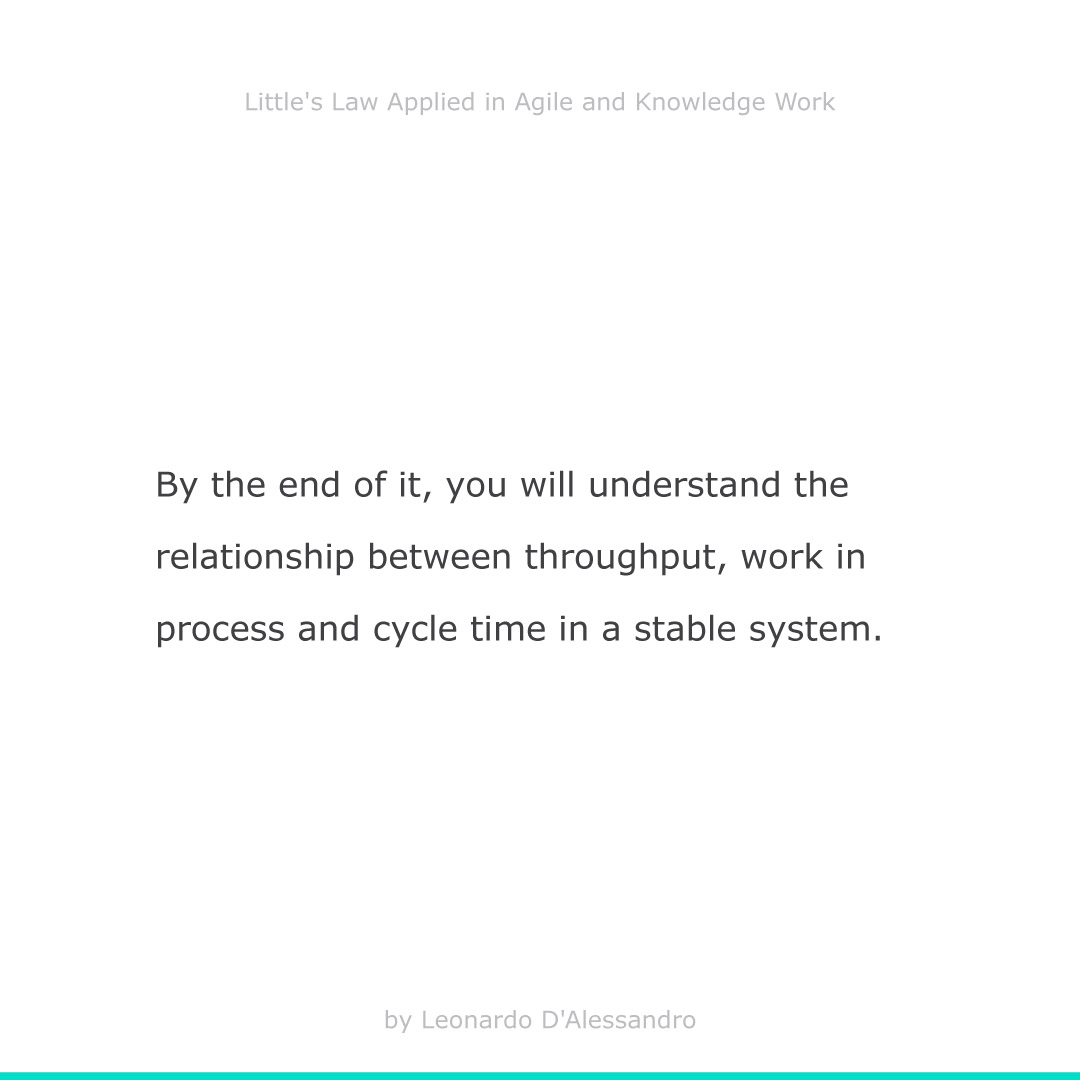 Little's Law Applied in Agile and Knowledge Work
By the end of it, you will understand the
relationship between throughput, work in
process and cycle time in a stable system.
by Leonardo D'Alessandro